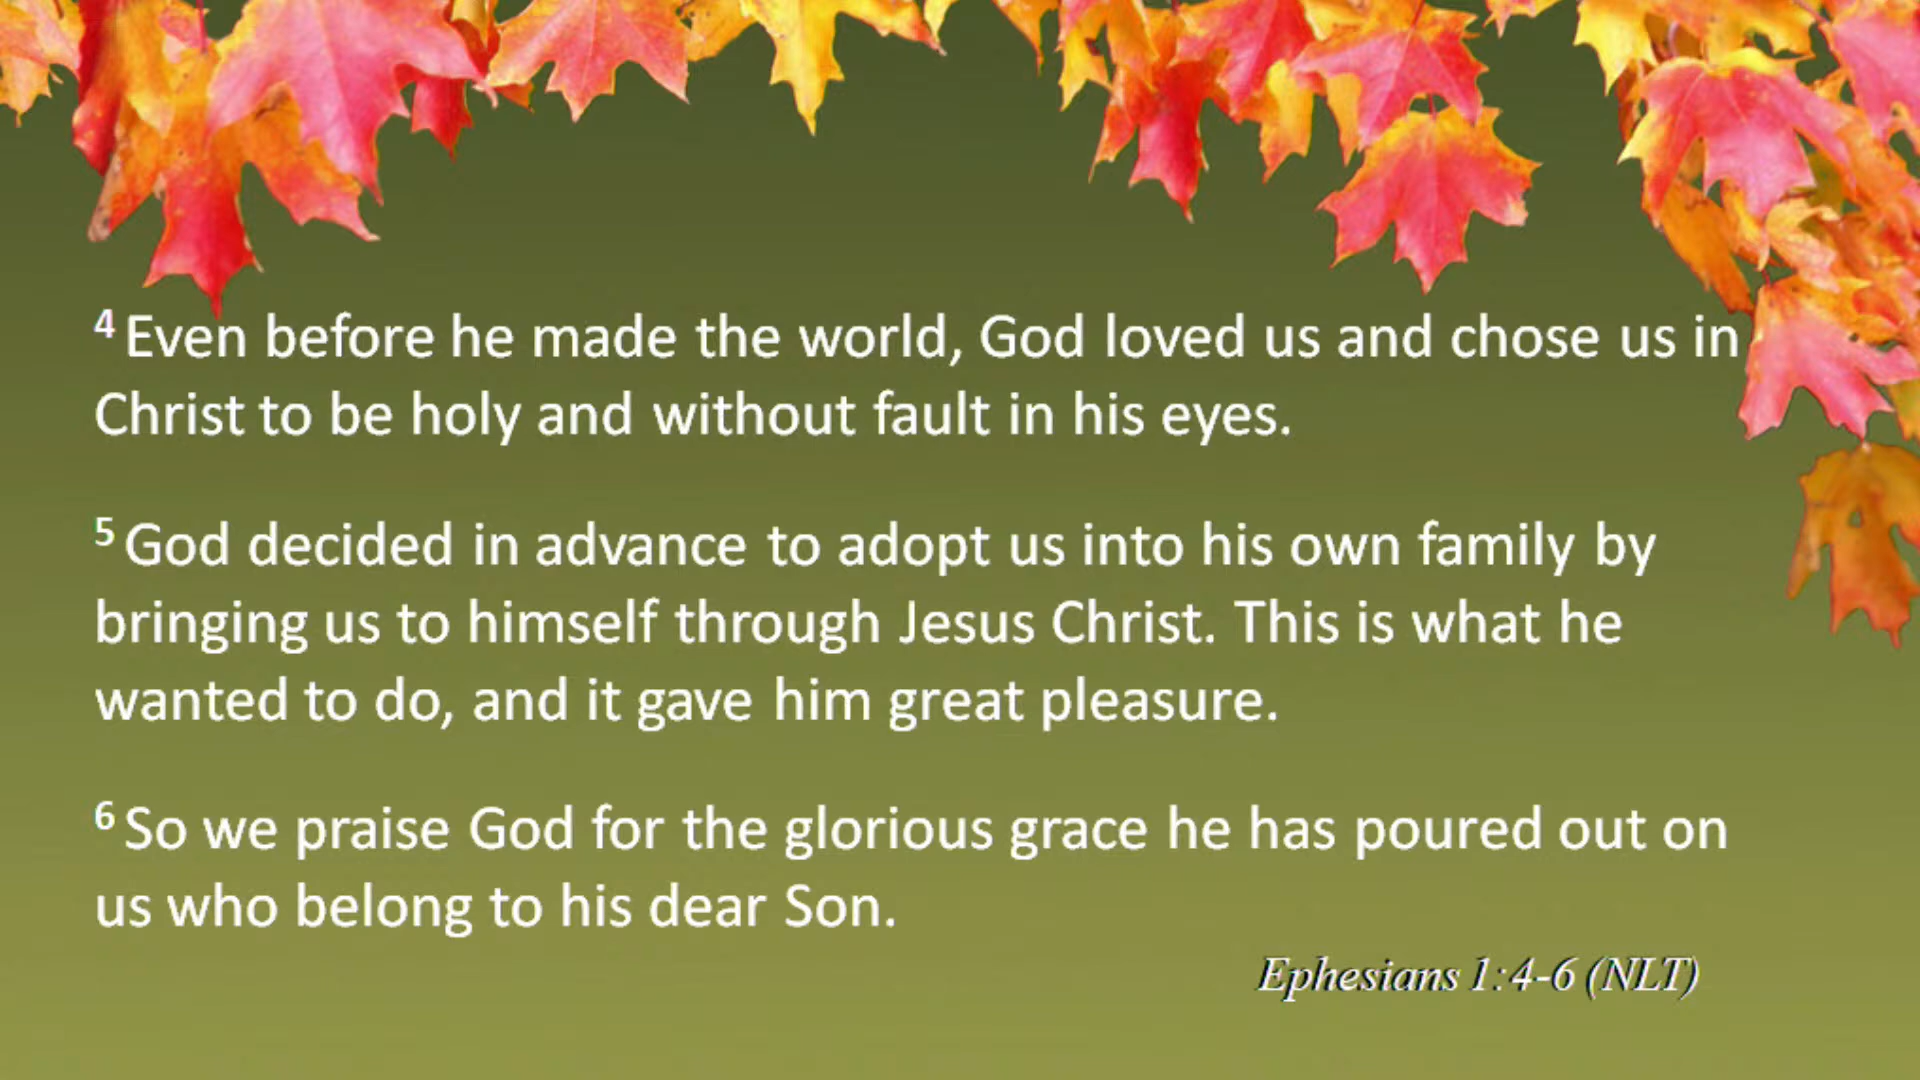 4 Even before he made the world, God loved us and chose us in
Christ to be holy and without fault in his eyes.
5 God decided in advance to adopt us into his own family by
bringing us to himself through Jesus Christ. This is what he
wanted to do, and it gave him great pleasure.
6 So we praise God for the glorious grace he has poured out on
us who belong to his dear Son.
Ephesians 1:4-6 (NLT)